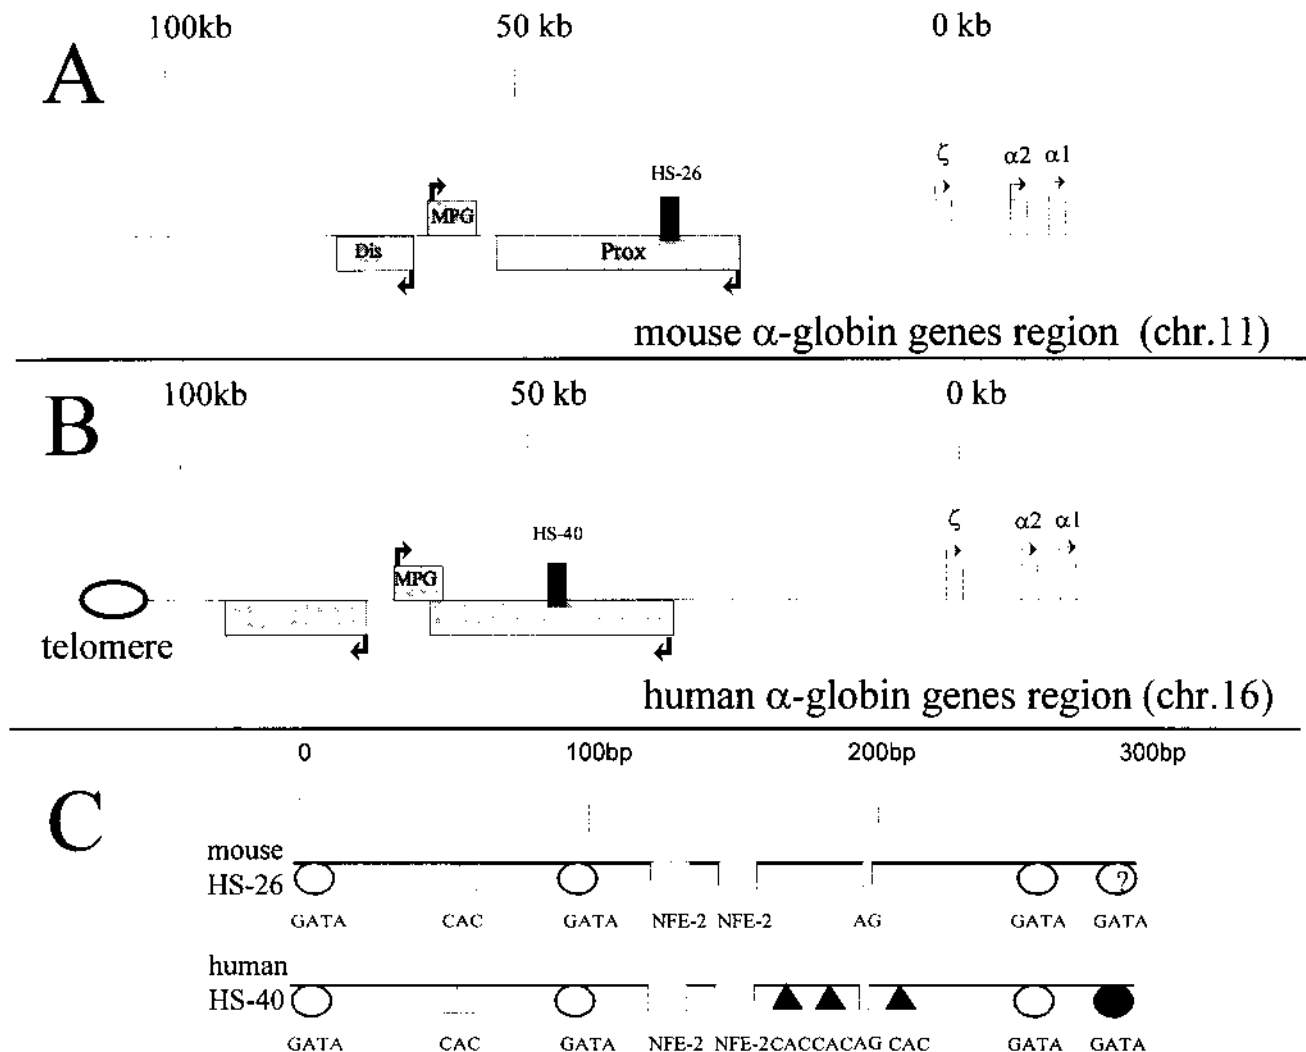 100kb 50 kb 0 kb
A
ζ α2 α1
HS-26
MPG
Dis Prox
mouse α-globin genes region (chr.11)
100kb 50 kb 0 kb
B
ζ α2 α1
HS-40
MPG
telomere
human α-globin genes region (chr.16)
0 100bp 200bp 300bp
C
mouse
HS-26 ?
GATA CAC GATA NFE-2 NFE-2 AG GATA GATA
human
HS-40
GATA CAC GATA NFE-2 NFE-2CACCACAG CAC GATA GATA